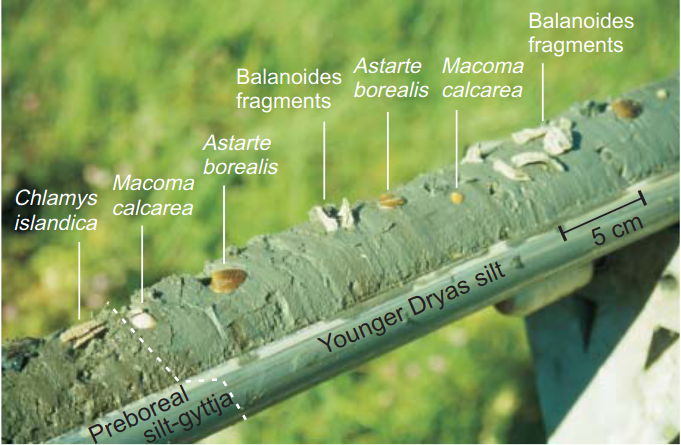 Balanoides
fragments
Astarte
borealis
Macoma
calcarea
Balanoides
fragments
Astarte
borealis
Macoma
calcarea
Chlamys
islandica
5 cm
Younger Dryas silt
Preboreal
silt-gyttja